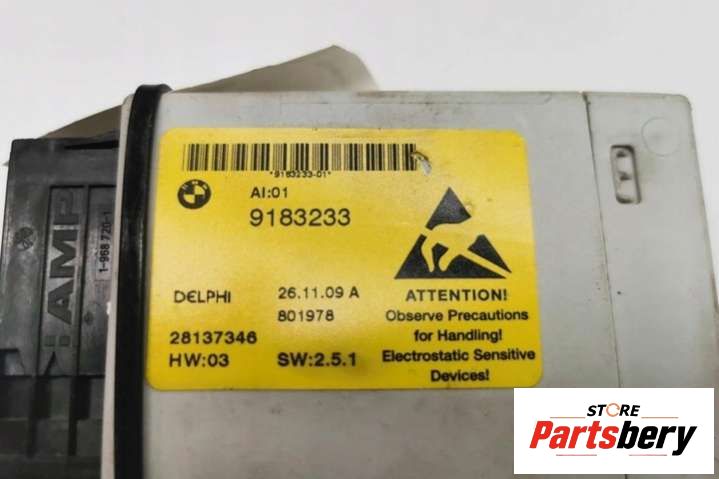 *9183233-01*
AI:01
9183233
DELPHI
26.11.09 A
801978
28137346
HW:03
SW:2.5.1
ATTENTION!
Observe Precautions
for Handling!
Electrostatic Sensitive
Devices!
AMP
1-968 720-1
STORE
Partsbery